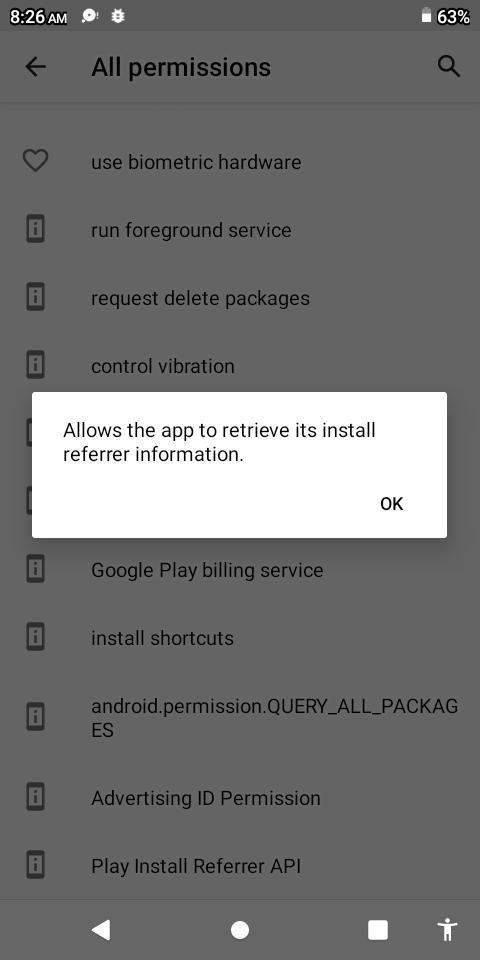 8:26 AM
63%
All permissions
use biometric hardware
run foreground service
request delete packages
control vibration
Allows the app to retrieve its install
referrer information.
OK
Google Play billing service
install shortcuts
android.permission.QUERY_ALL_PACKAG
ES
Advertising ID Permission
Play Install Referrer API